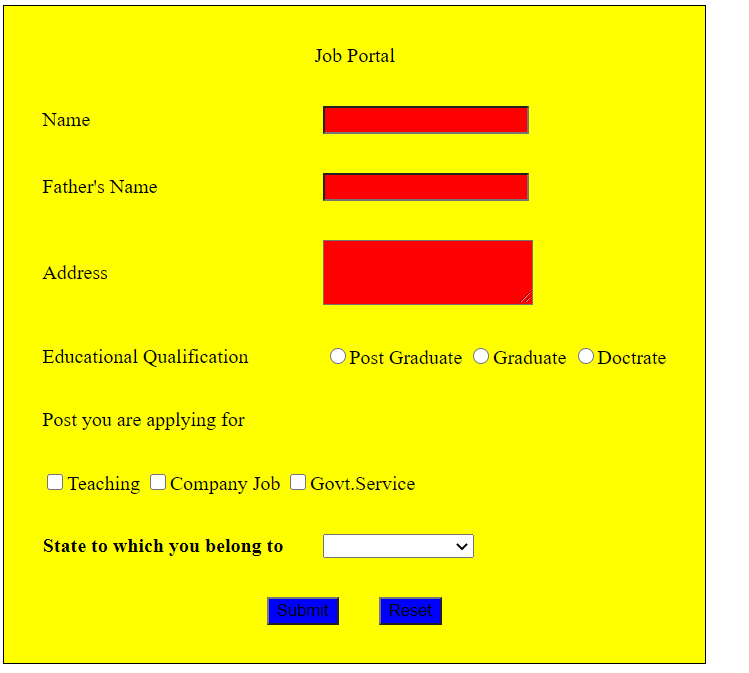 Job Portal
Name
Father's Name
Address
Educational Qualification Post Graduate Graduate Doctrate
Post you are applying for
Teaching Company Job Govt.Service
State to which you belong to
Submit Reset